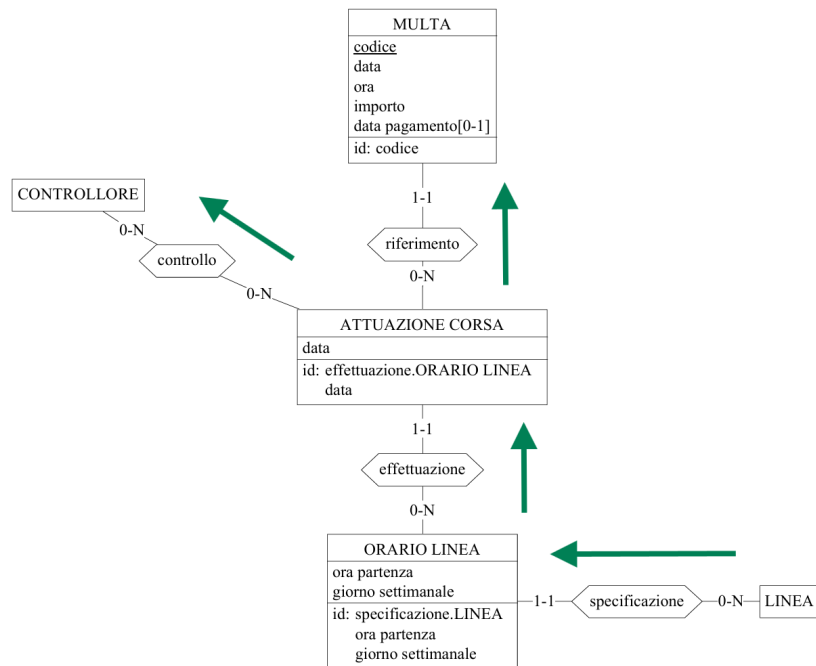 MULTA
codice
data
ora
importo
data pagamento[0-1]
id: codice
CONTROLLORE
1-1
0-N
riferimento
controllo
0-N
0-N
ATTUAZIONE CORSA
data
id: effettuazione.ORARIO LINEA
data
1-1
effettuazione
0-N
ORARIO LINEA
ora partenza
giorno settimanale
1-1
specificazione
0-N
LINEA
id: specificazione.LINEA
ora partenza
giorno settimanale